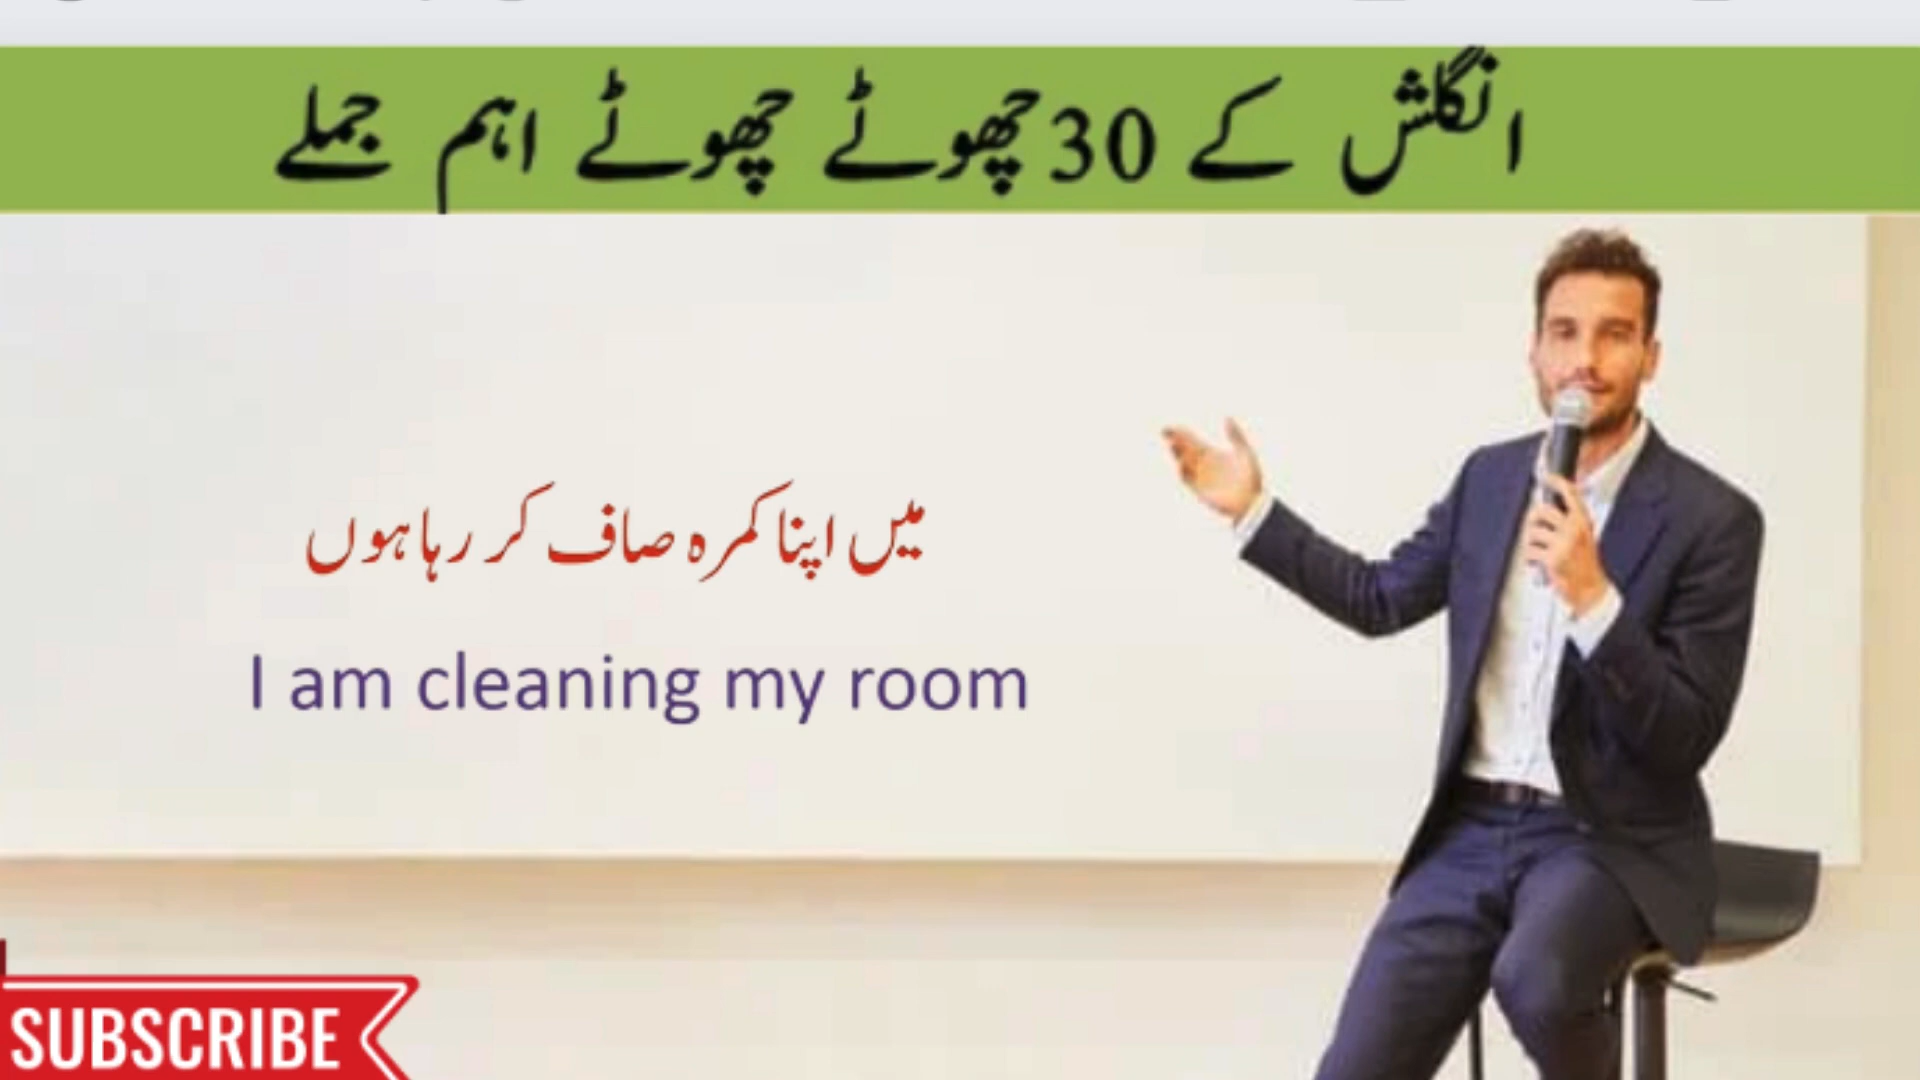 انگلش کے 30 چھوٹے چھوٹے اہم جملے
میں اپنا کمرہ صاف کر رہا ہوں
I am cleaning my room
SUBSCRIBE